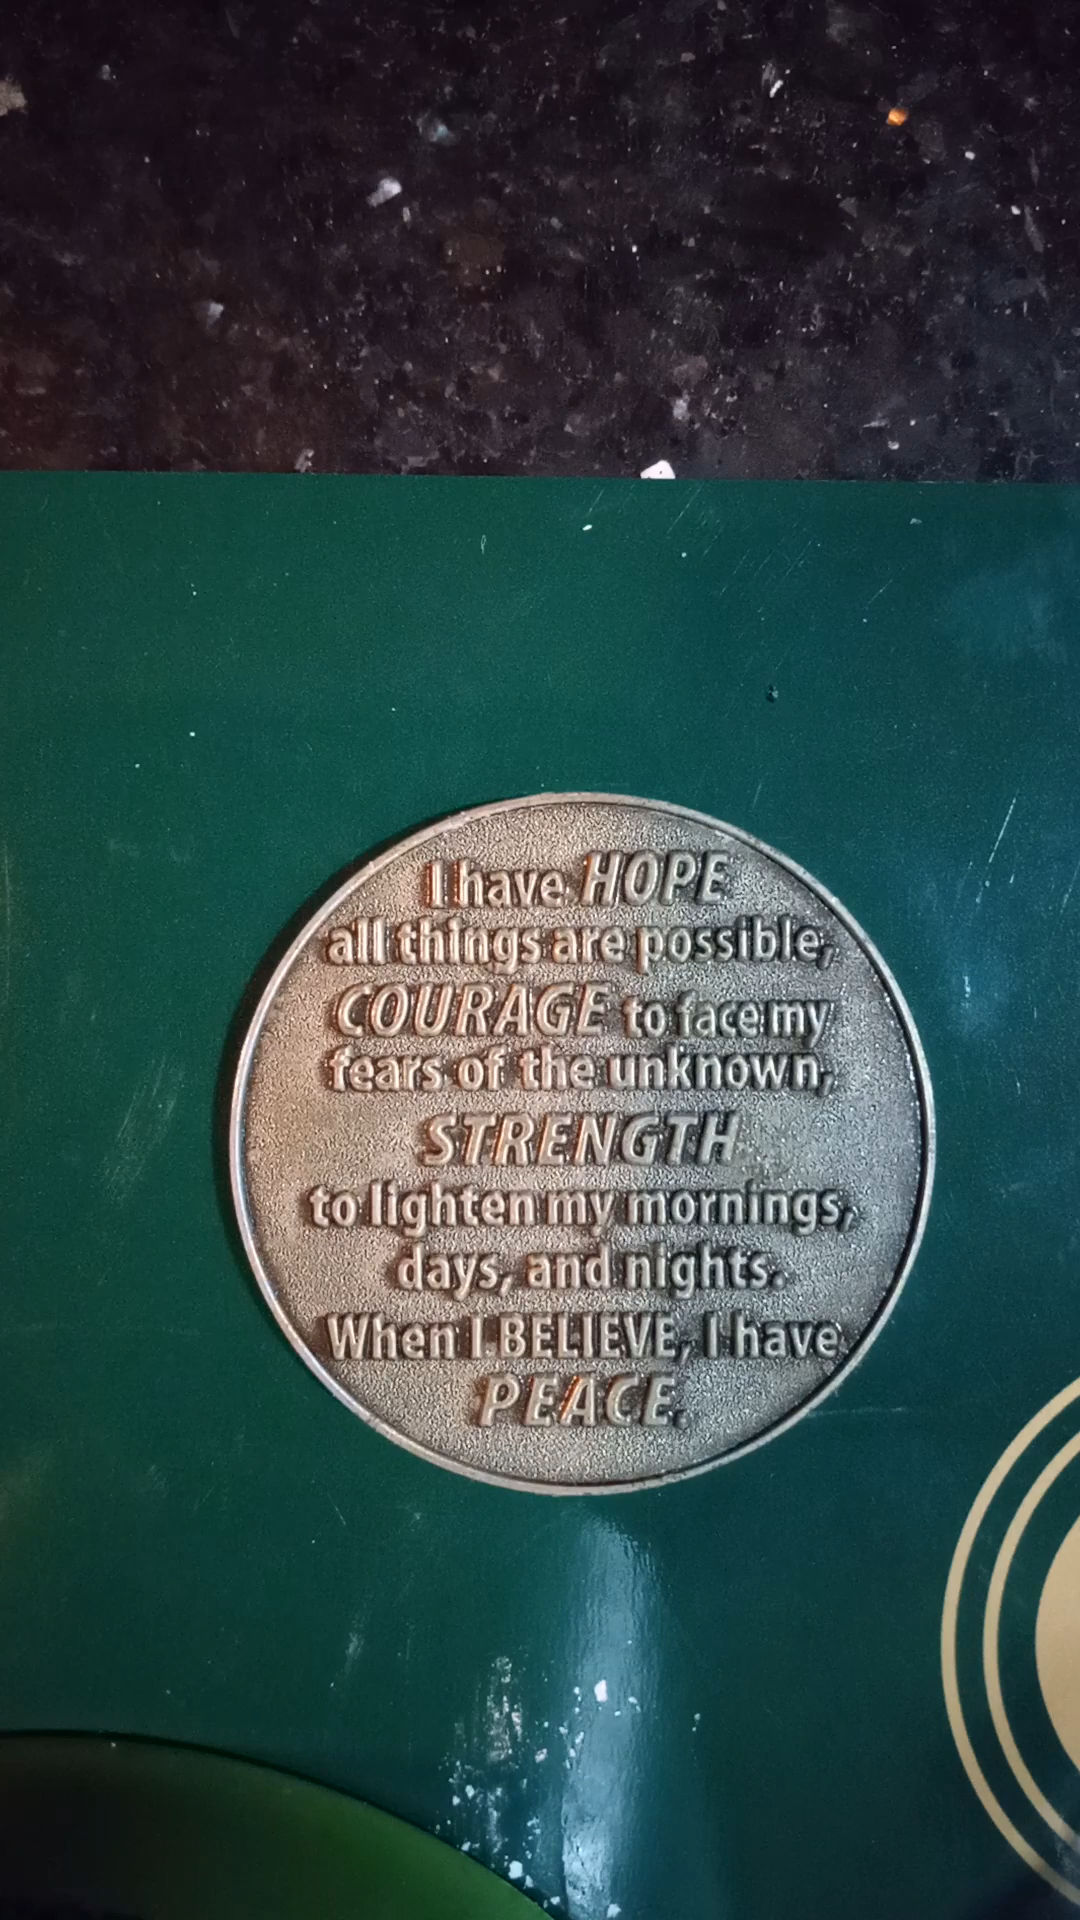 I have HOPE
all things are possible,
COURAGE to face my
fears of the unknown,
STRENGTH
to lighten my mornings,
days, and nights.
When I BELIEVE, I have
PEACE.